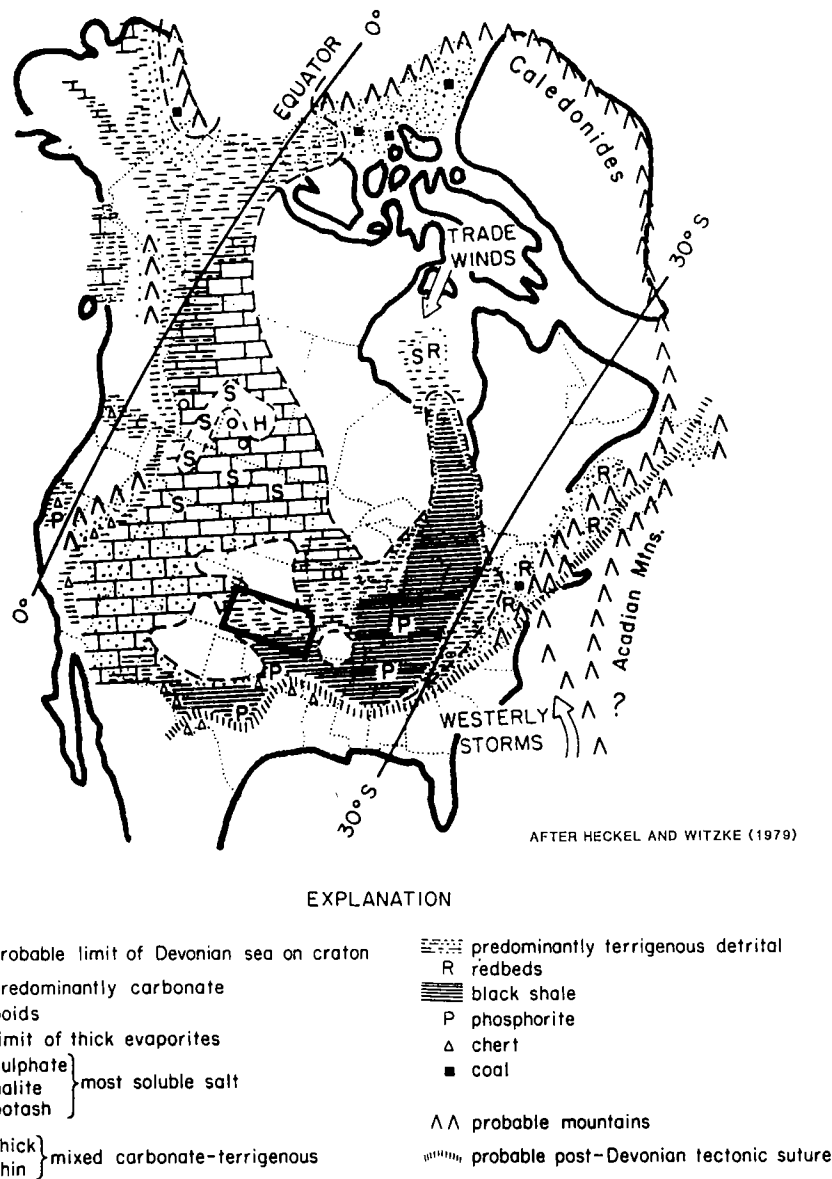 0°
EQUATOR
Caledonides
TRADE
WINDS
30° S
S R
S
S
O
H
S
S
S
S
P
R
R
R
R
0°
P
P
P
P
Acadian Mtns.
?
WESTERLY
STORMS
30° S
AFTER HECKEL AND WITZKE (1979)
EXPLANATION
robable limit of Devonian sea on craton
redominantly carbonate
ooids
imit of thick evaporites
ulphate
alite
otash
most soluble salt
hick
hin
mixed carbonate-terrigenous
predominantly terrigenous detrital
R redbeds
black shale
P phosphorite
chert
coal
probable mountains
probable post-Devonian tectonic suture